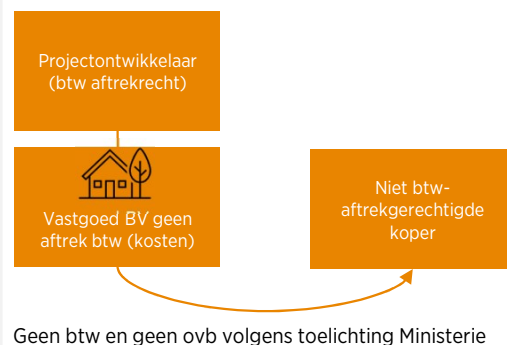 Projectontwikkelaar
(btw aftrekrecht)
Vastgoed BV geen
aftrek btw (kosten)
Niet btw-
aftrekgerechtigde
koper
Geen btw en geen ovb volgens toelichting Ministerie